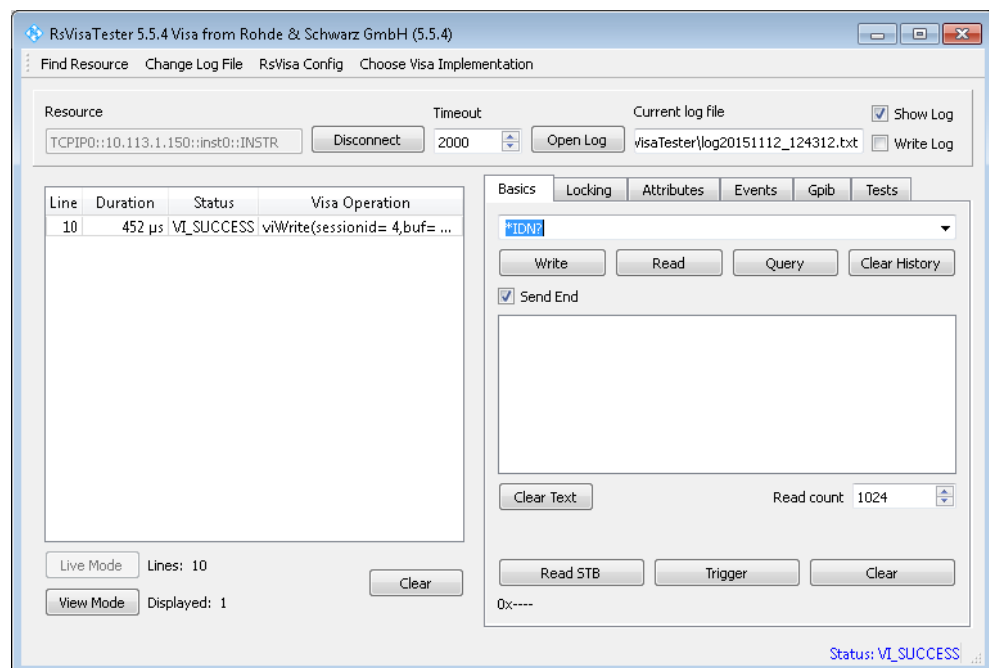 RsVisaTester 5.5.4 Visa from Rohde & Schwarz GmbH (5.5.4)
Find Resource Change Log File RsVisa Config Choose Visa Implementation
Resource Timeout Current log file Show Log
TCPIP0::10.113.1.150::inst0::INSTR Disconnect 2000 Open Log visaTester\log20151112_124312.txt Write Log
Basics Locking Attributes Events Gpib Tests
Line Duration Status Visa Operation
10 452 µs VI_SUCCESS viWrite(sessionid= 4,buf= ...
*IDN?
Write Read Query Clear History
Send End
Clear Text Read count 1024
Live Mode Lines: 10
Clear
View Mode Displayed: 1
Read STB Trigger Clear
0x----
Status: VI_SUCCESS